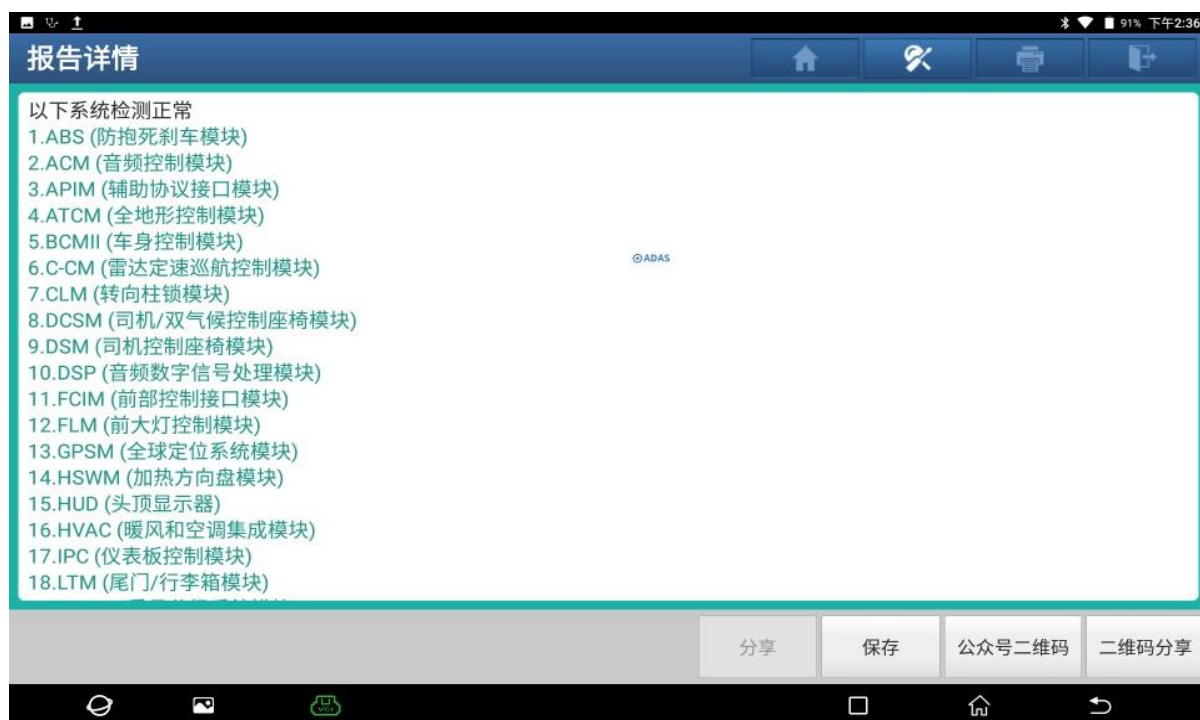 91% 下午2:36
报告详情
以下系统检测正常
1.ABS (防抱死刹车模块)
2.ACM (音频控制模块)
3.APIM (辅助协议接口模块)
4.ATCM (全地形控制模块)
5.BCMII (车身控制模块)
6.C-CM (雷达定速巡航控制模块)
7.CLM (转向柱锁模块)
8.DCSM (司机/双气候控制座椅模块)
9.DSM (司机控制座椅模块)
10.DSP (音频数字信号处理模块)
11.FCIM (前部控制接口模块)
12.FLM (前大灯控制模块)
13.GPSM (全球定位系统模块)
14.HSWM (加热方向盘模块)
15.HUD (头顶显示器)
16.HVAC (暖风和空调集成模块)
17.IPC (仪表板控制模块)
18.LTM (尾门/行李箱模块)
ADAS
分享 保存 公众号二维码 二维码分享
VCI